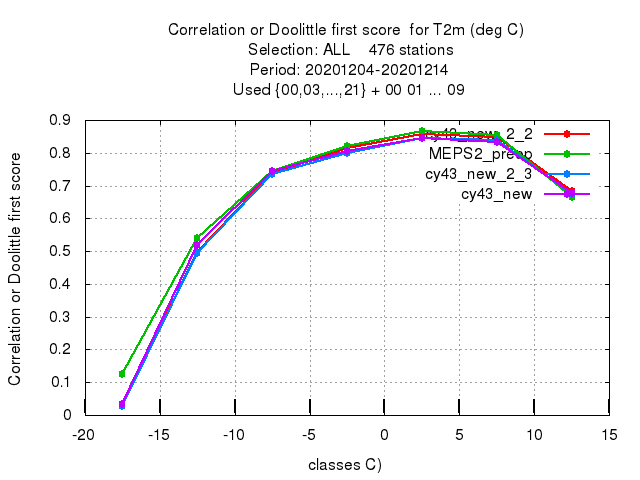 Correlation or Doolittle first score for T2m (deg C)
Selection: ALL 476 stations
Period: 20201204-20201214
Used {00,03,...,21} + 00 01 ... 09
Correlation or Doolittle first score
0.9
0.8
0.7
0.6
0.5
0.4
0.3
0.2
0.1
0
cy43_new_2_2
MEPS2_preop
cy43_new_2_3
cy43_new
-20
-15
-10
-5
0
5
10
15
classes C)